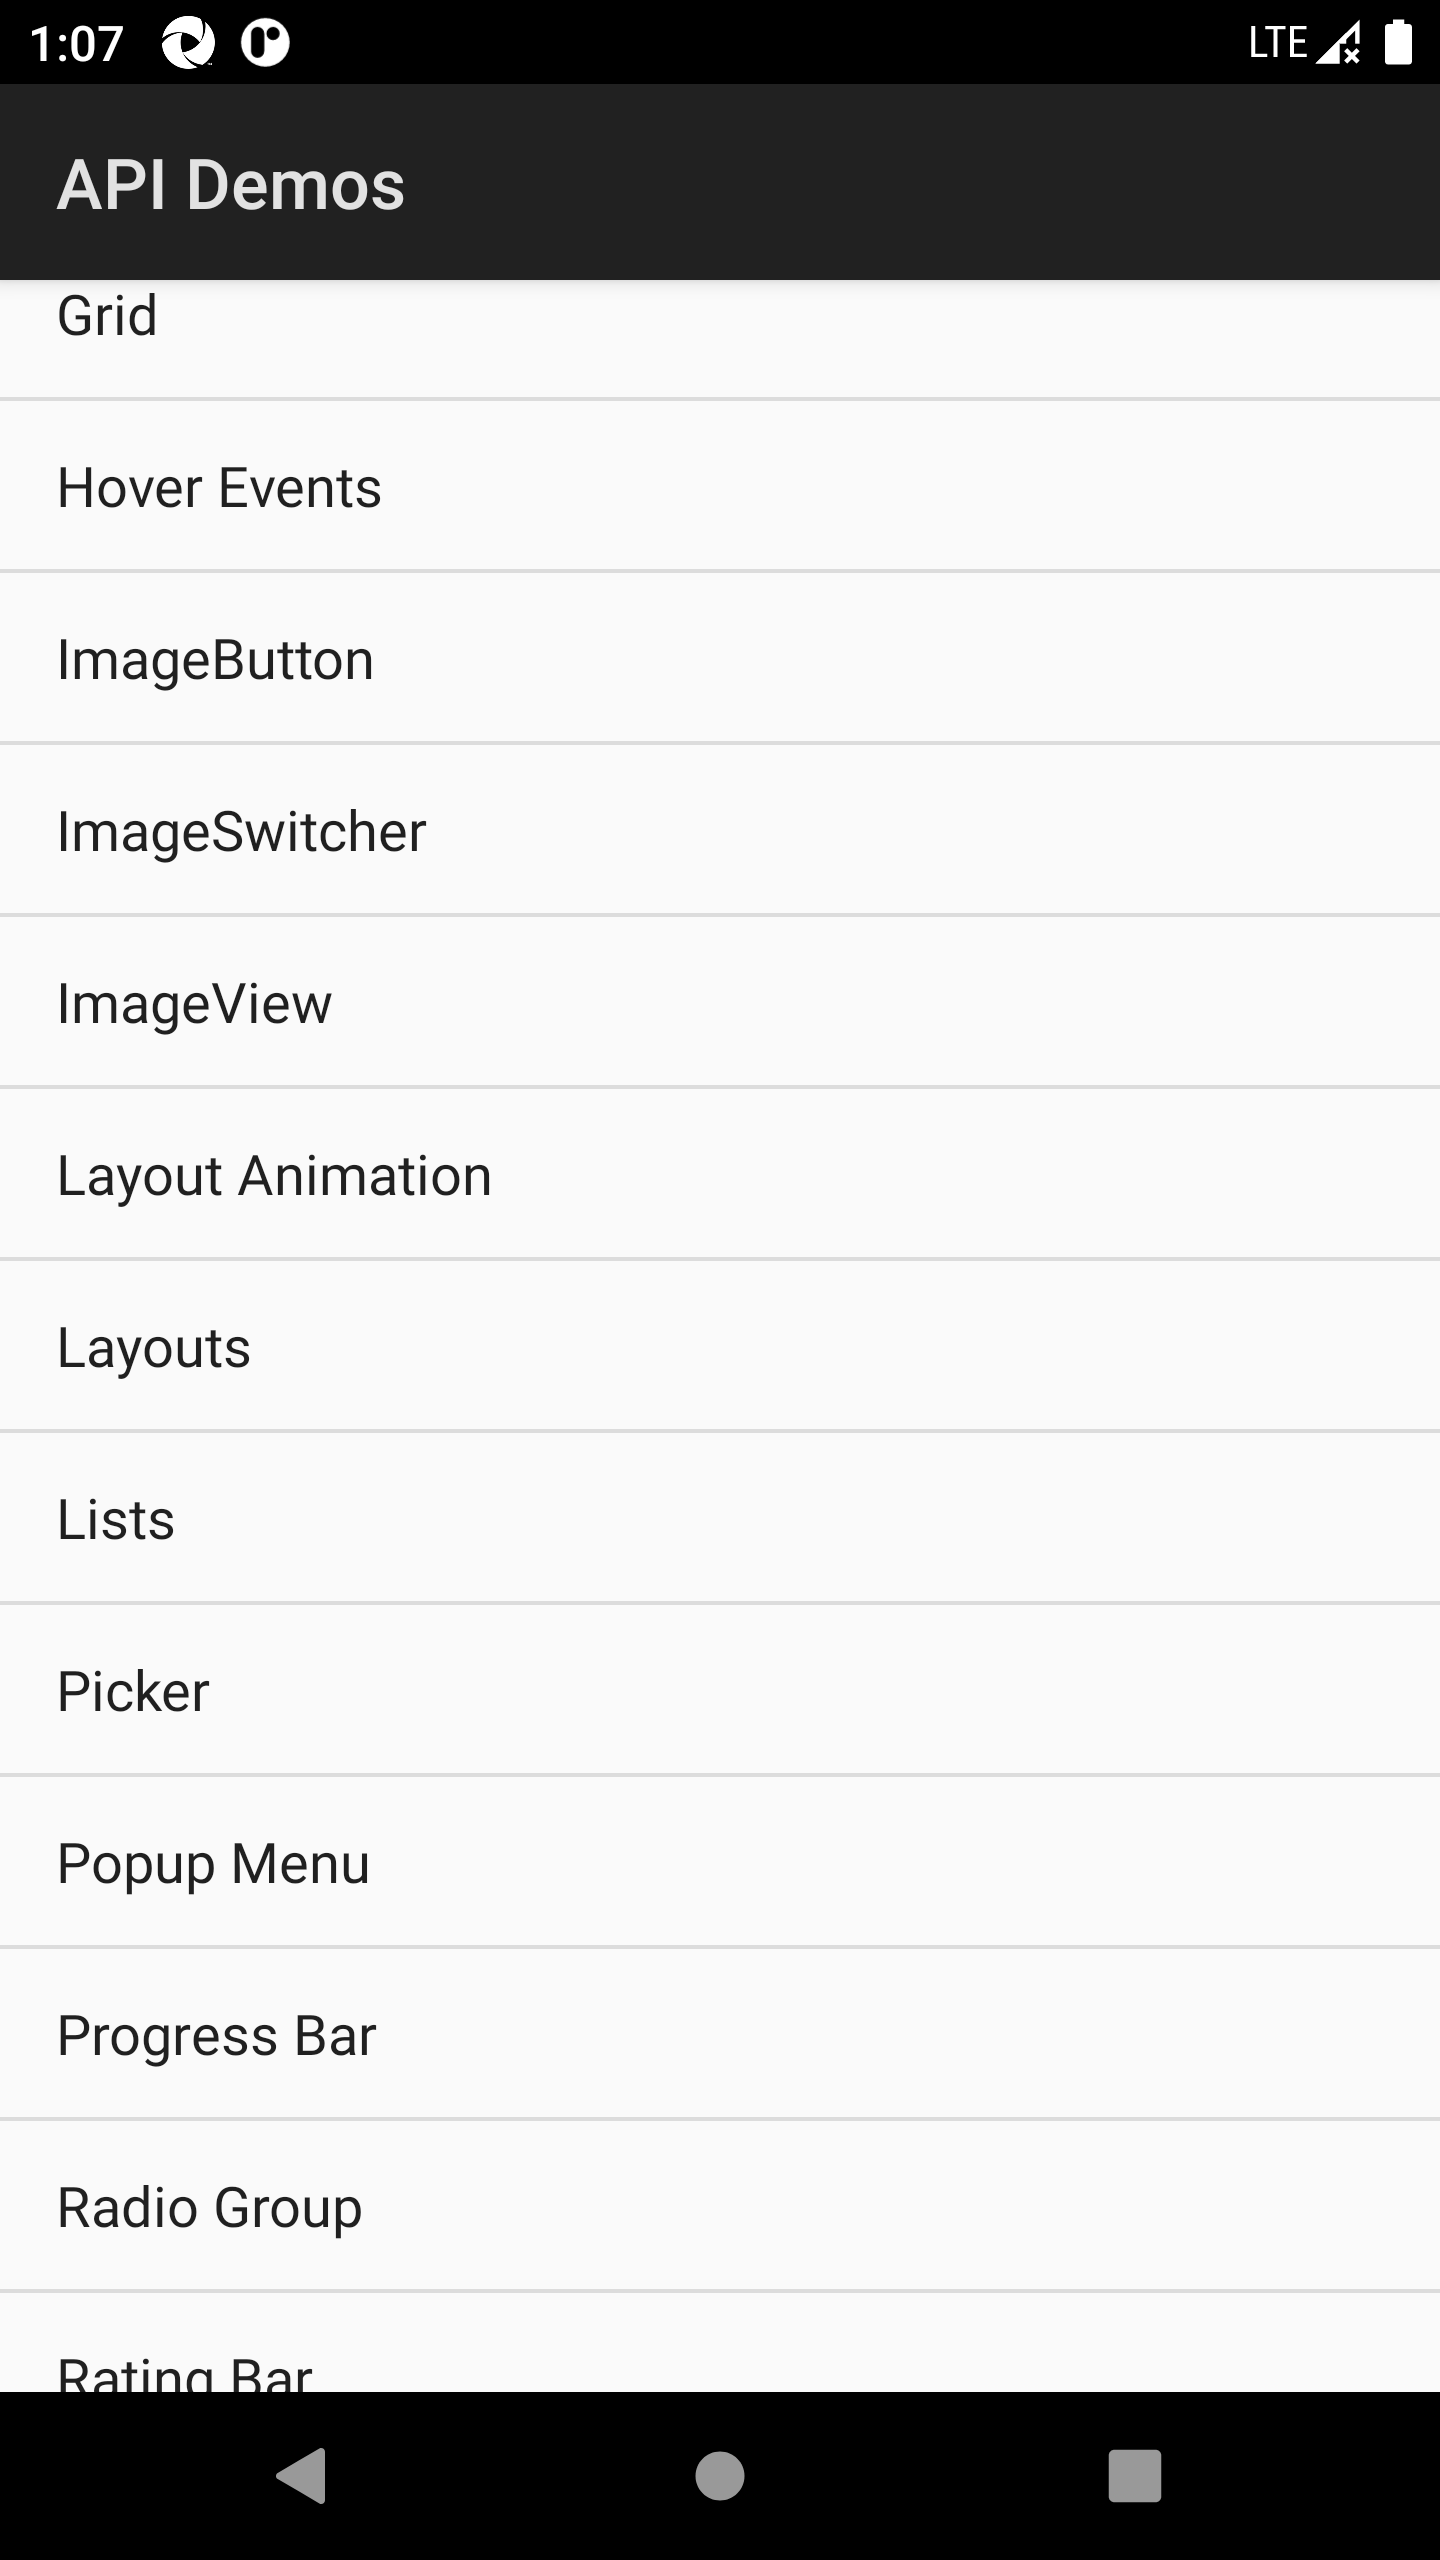 1:07
LTE
API Demos
Grid
Hover Events
ImageButton
ImageSwitcher
ImageView
Layout Animation
Layouts
Lists
Picker
Popup Menu
Progress Bar
Radio Group
Rating Bar